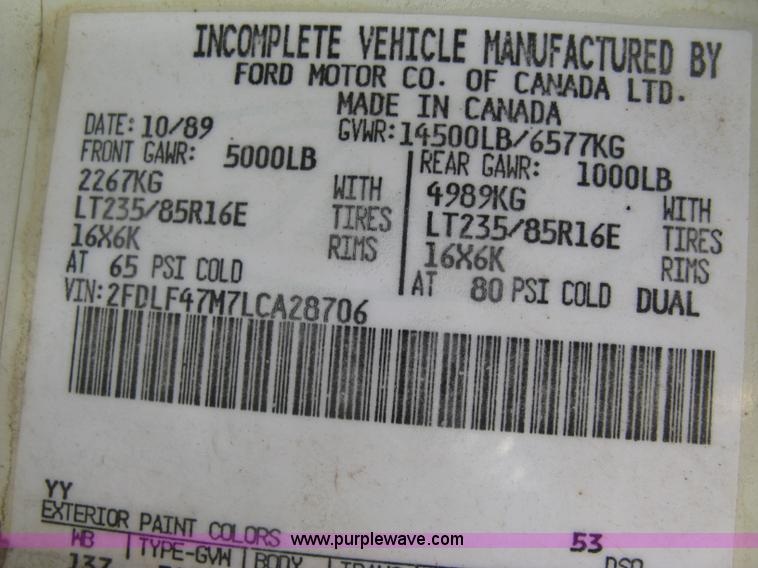 INCOMPLETE VEHICLE MANUFACTURED BY
FORD MOTOR CO. OF CANADA LTD.
MADE IN CANADA
DATE: 10/89 GVWR: 14500LB/6577KG
FRONT GAWR: 5000LB REAR GAWR: 1000LB
2267KG WITH 4989KG WITH
LT235/85R16E TIRES LT235/85R16E TIRES
16X6K RIMS 16X6K RIMS
AT 65 PSI COLD AT 80 PSI COLD DUAL
VIN: 2FDLF47M7LCA28706
YY
EXTERIOR PAINT COLORS 53
www.purplewave.com
WB TYPE-GVW BODY DSO
137